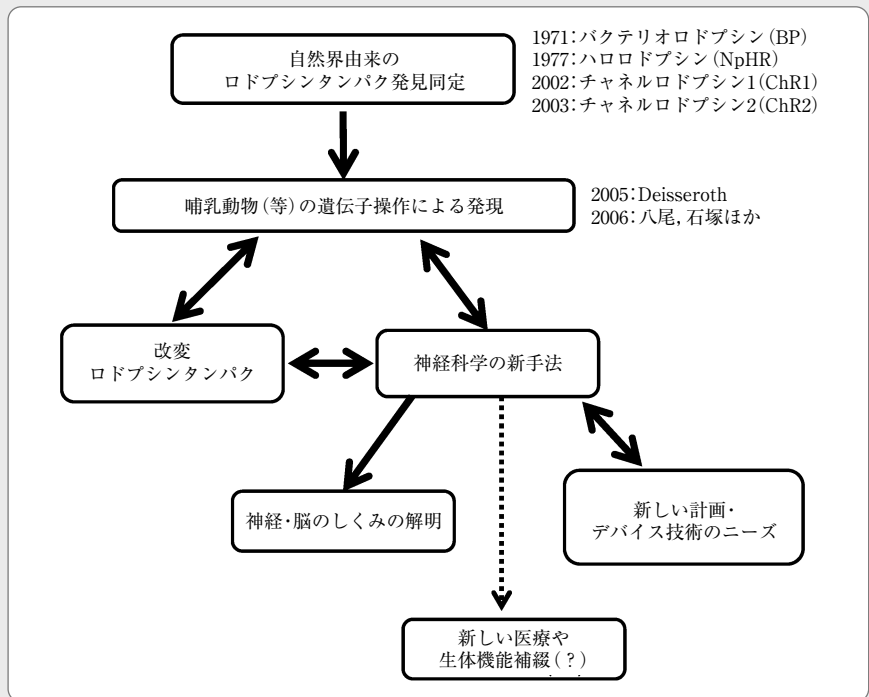 自然界由来の
ロドプシンタンパク発見同定
1971:バクテリオロドプシン(BP)
1977:ハロロドプシン(NpHR)
2002:チャネルロドプシン1(ChR1)
2003:チャネルロドプシン2(ChR2)
哺乳動物(等)の遺伝子操作による発現
2005:Deisseroth
2006:八尾,石塚ほか
改変
ロドプシンタンパク
神経科学の新手法
神経・脳のしくみの解明
新しい計画・
デバイス技術のニーズ
新しい医療や
生体機能補綴(?)